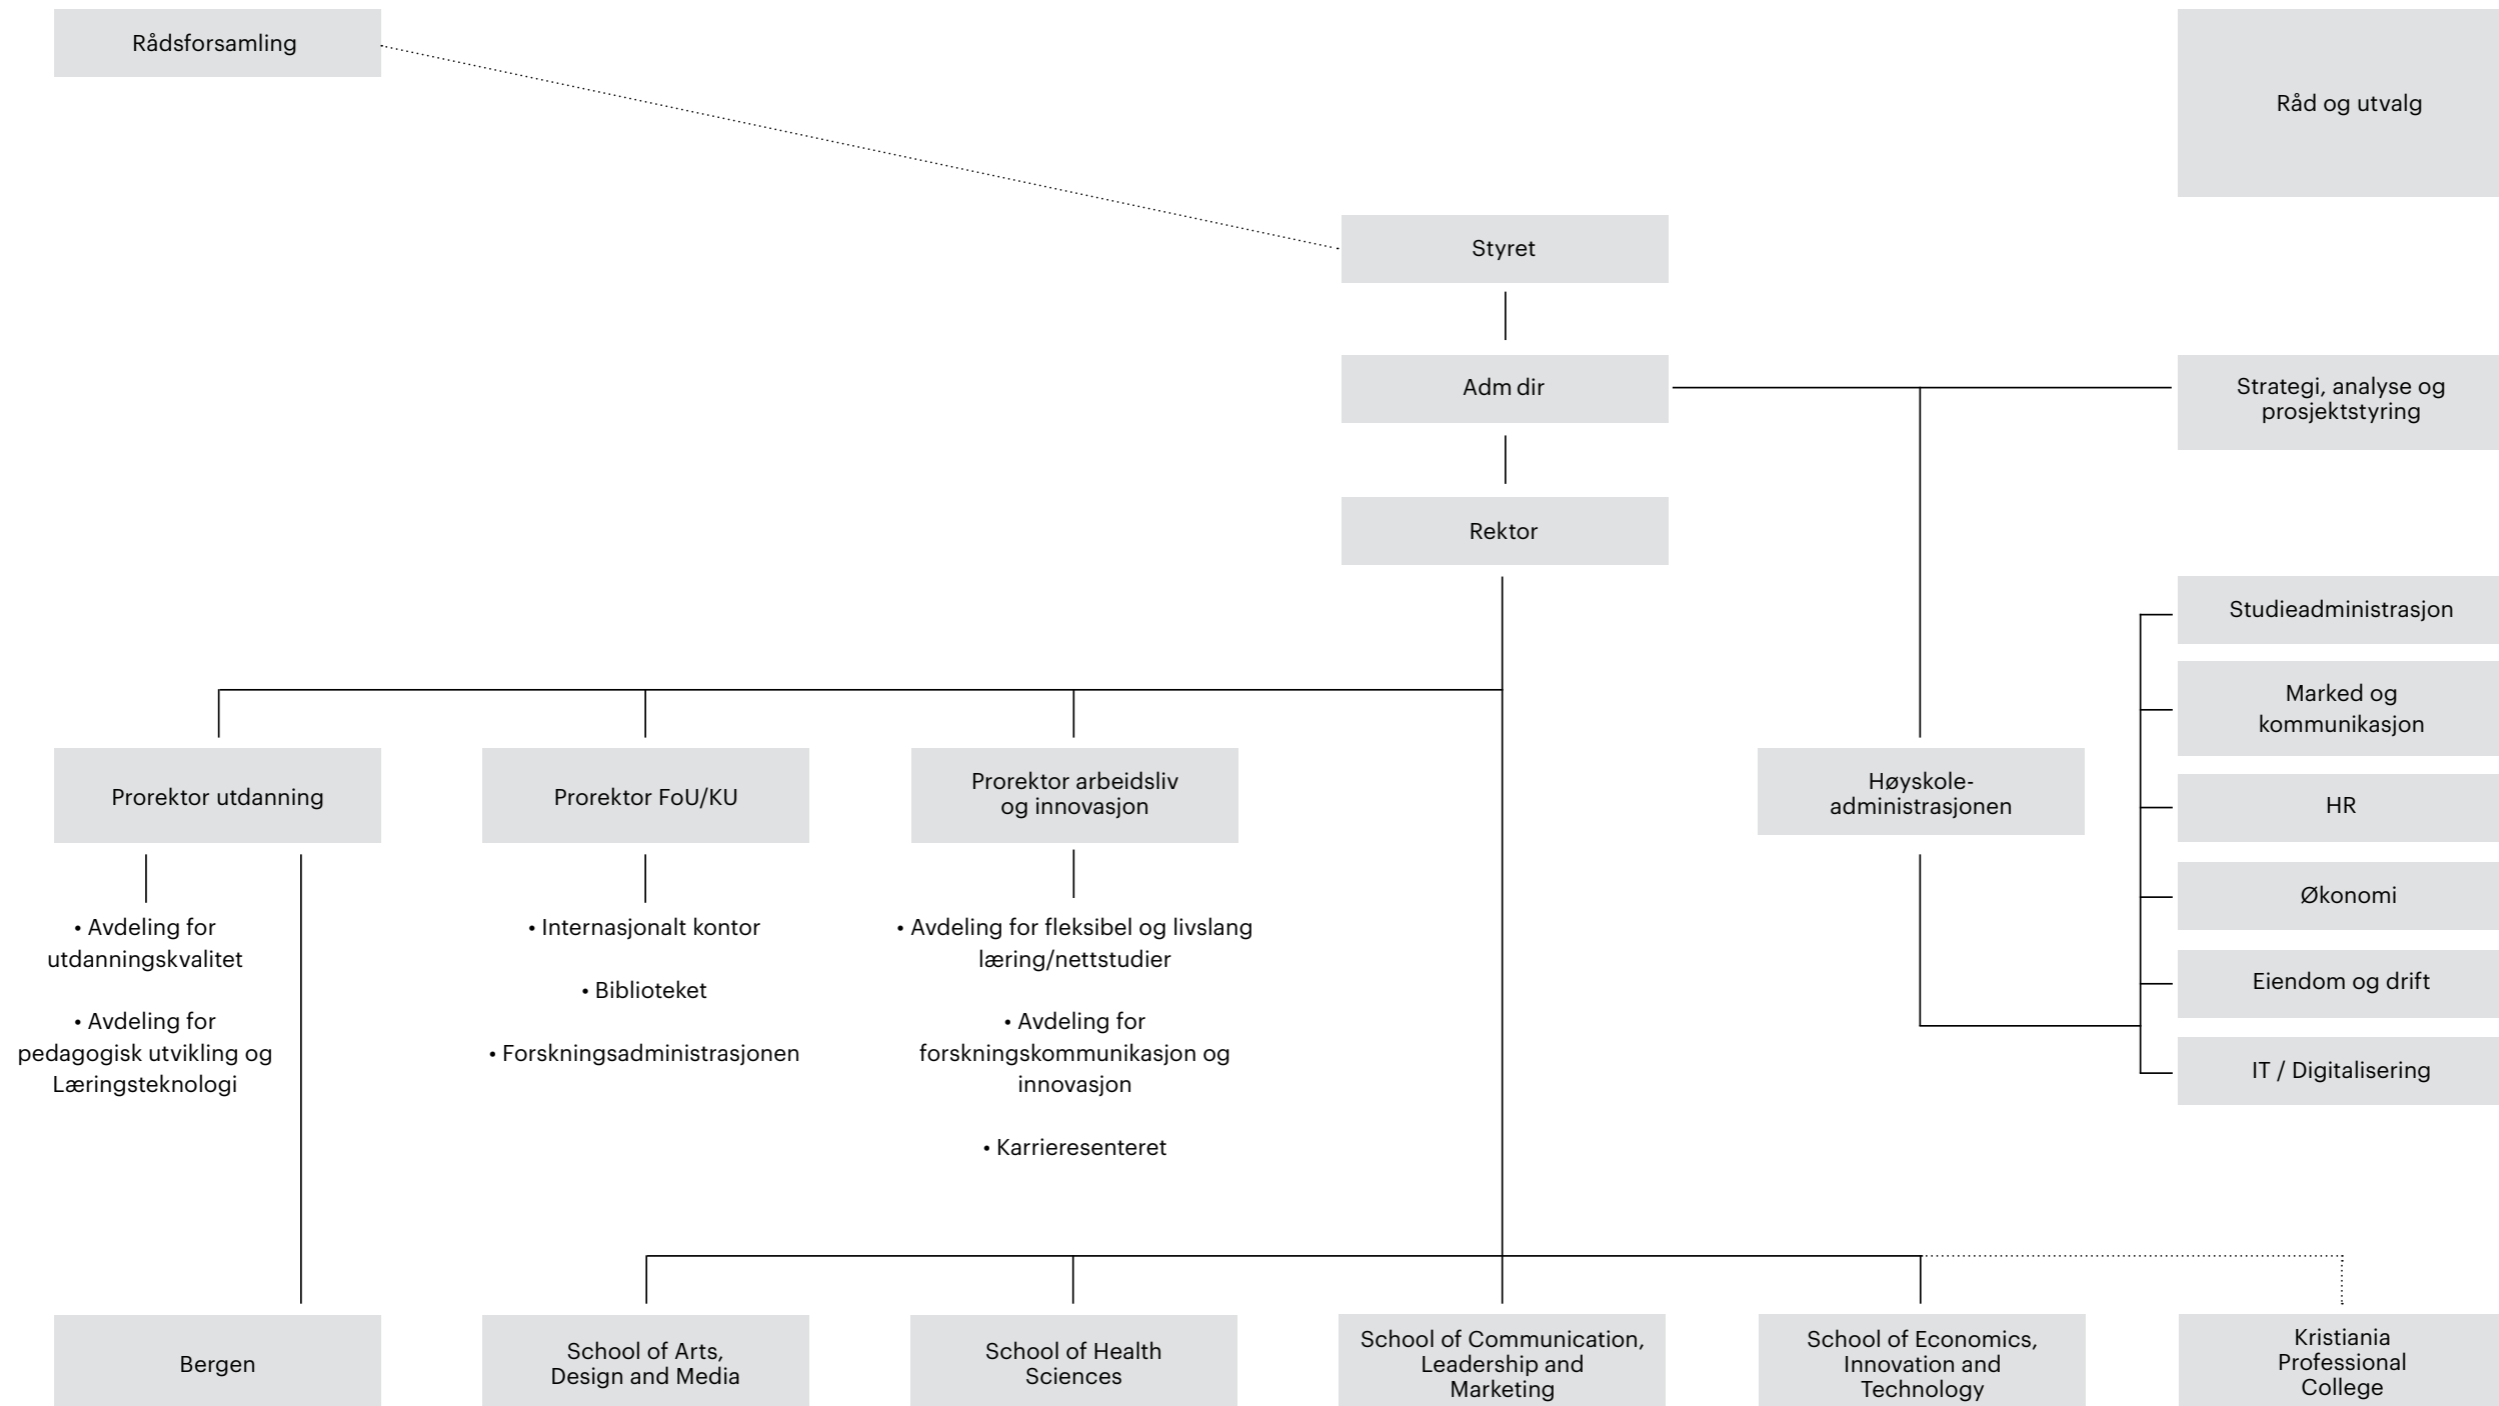 Rådsforsamling
Råd og utvalg
Styret
Adm dir
Strategi, analyse og
prosjektstyring
Rektor
Studieadministrasjon
Marked og
kommunikasjon
HR
Økonomi
Eiendom og drift
IT / Digitalisering
Prorektor utdanning
Prorektor FoU/KU
Prorektor arbeidsliv
og innovasjon
Høyskole-
administrasjonen
• Avdeling for
utdanningskvalitet
• Avdeling for
pedagogisk utvikling og
Læringsteknologi
• Internasjonalt kontor
• Biblioteket
• Forskningsadministrasjonen
• Avdeling for fleksibel og livslang
læring/nettstudier
• Avdeling for
forskningskommunikasjon og
innovasjon
• Karrieresenteret
Bergen
School of Arts,
Design and Media
School of Health
Sciences
School of Communication,
Leadership and
Marketing
School of Economics,
Innovation and
Technology
Kristiania
Professional
College